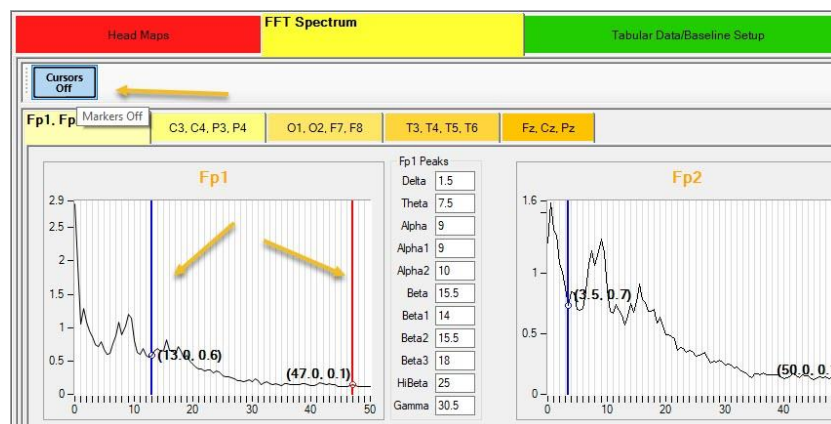 Head Maps
FFT Spectrum
Tabular Data/Baseline Setup
Cursors
Off
Markers Off
Fp1, Fp
C3, C4, P3, P4
O1, O2, F7, F8
T3, T4, T5, T6
Fz, Cz, Pz
Fp1
2.9
2.5
2
1.5
1
0.5
0
(13.0, 0.6)
(47.0, 0.1)
0 10 20 30 40 50
Fp1 Peaks
Delta 1.5
Theta 7.5
Alpha 9
Alpha1 9
Alpha2 10
Beta 15.5
Beta1 14
Beta2 15.5
Beta3 18
HiBeta 25
Gamma 30.5
Fp2
1.6
1
0.5
0
(3.5, 0.7)
(50.0, 0.1
0 10 20 30 40